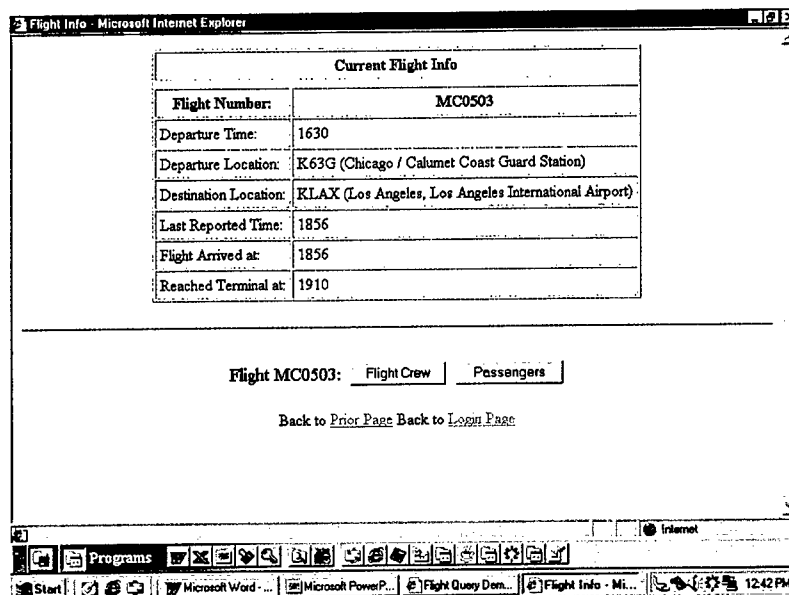 Flight Info - Microsoft Internet Explorer
Current Flight Info
Flight Number: MC0503
Departure Time: 1630
Departure Location: K63G (Chicago / Calumet Coast Guard Station)
Destination Location: KLAX (Los Angeles, Los Angeles International Airport)
Last Reported Time: 1856
Flight Arrived at: 1856
Reached Terminal at: 1910
Flight MC0503: Flight Crew Passengers
Back to Prior Page Back to Login Page
Internet
Programs
Start Microsoft Word - ... Microsoft PowerP... Flight Query Dem... Flight Info - Mi... 12:42 PM